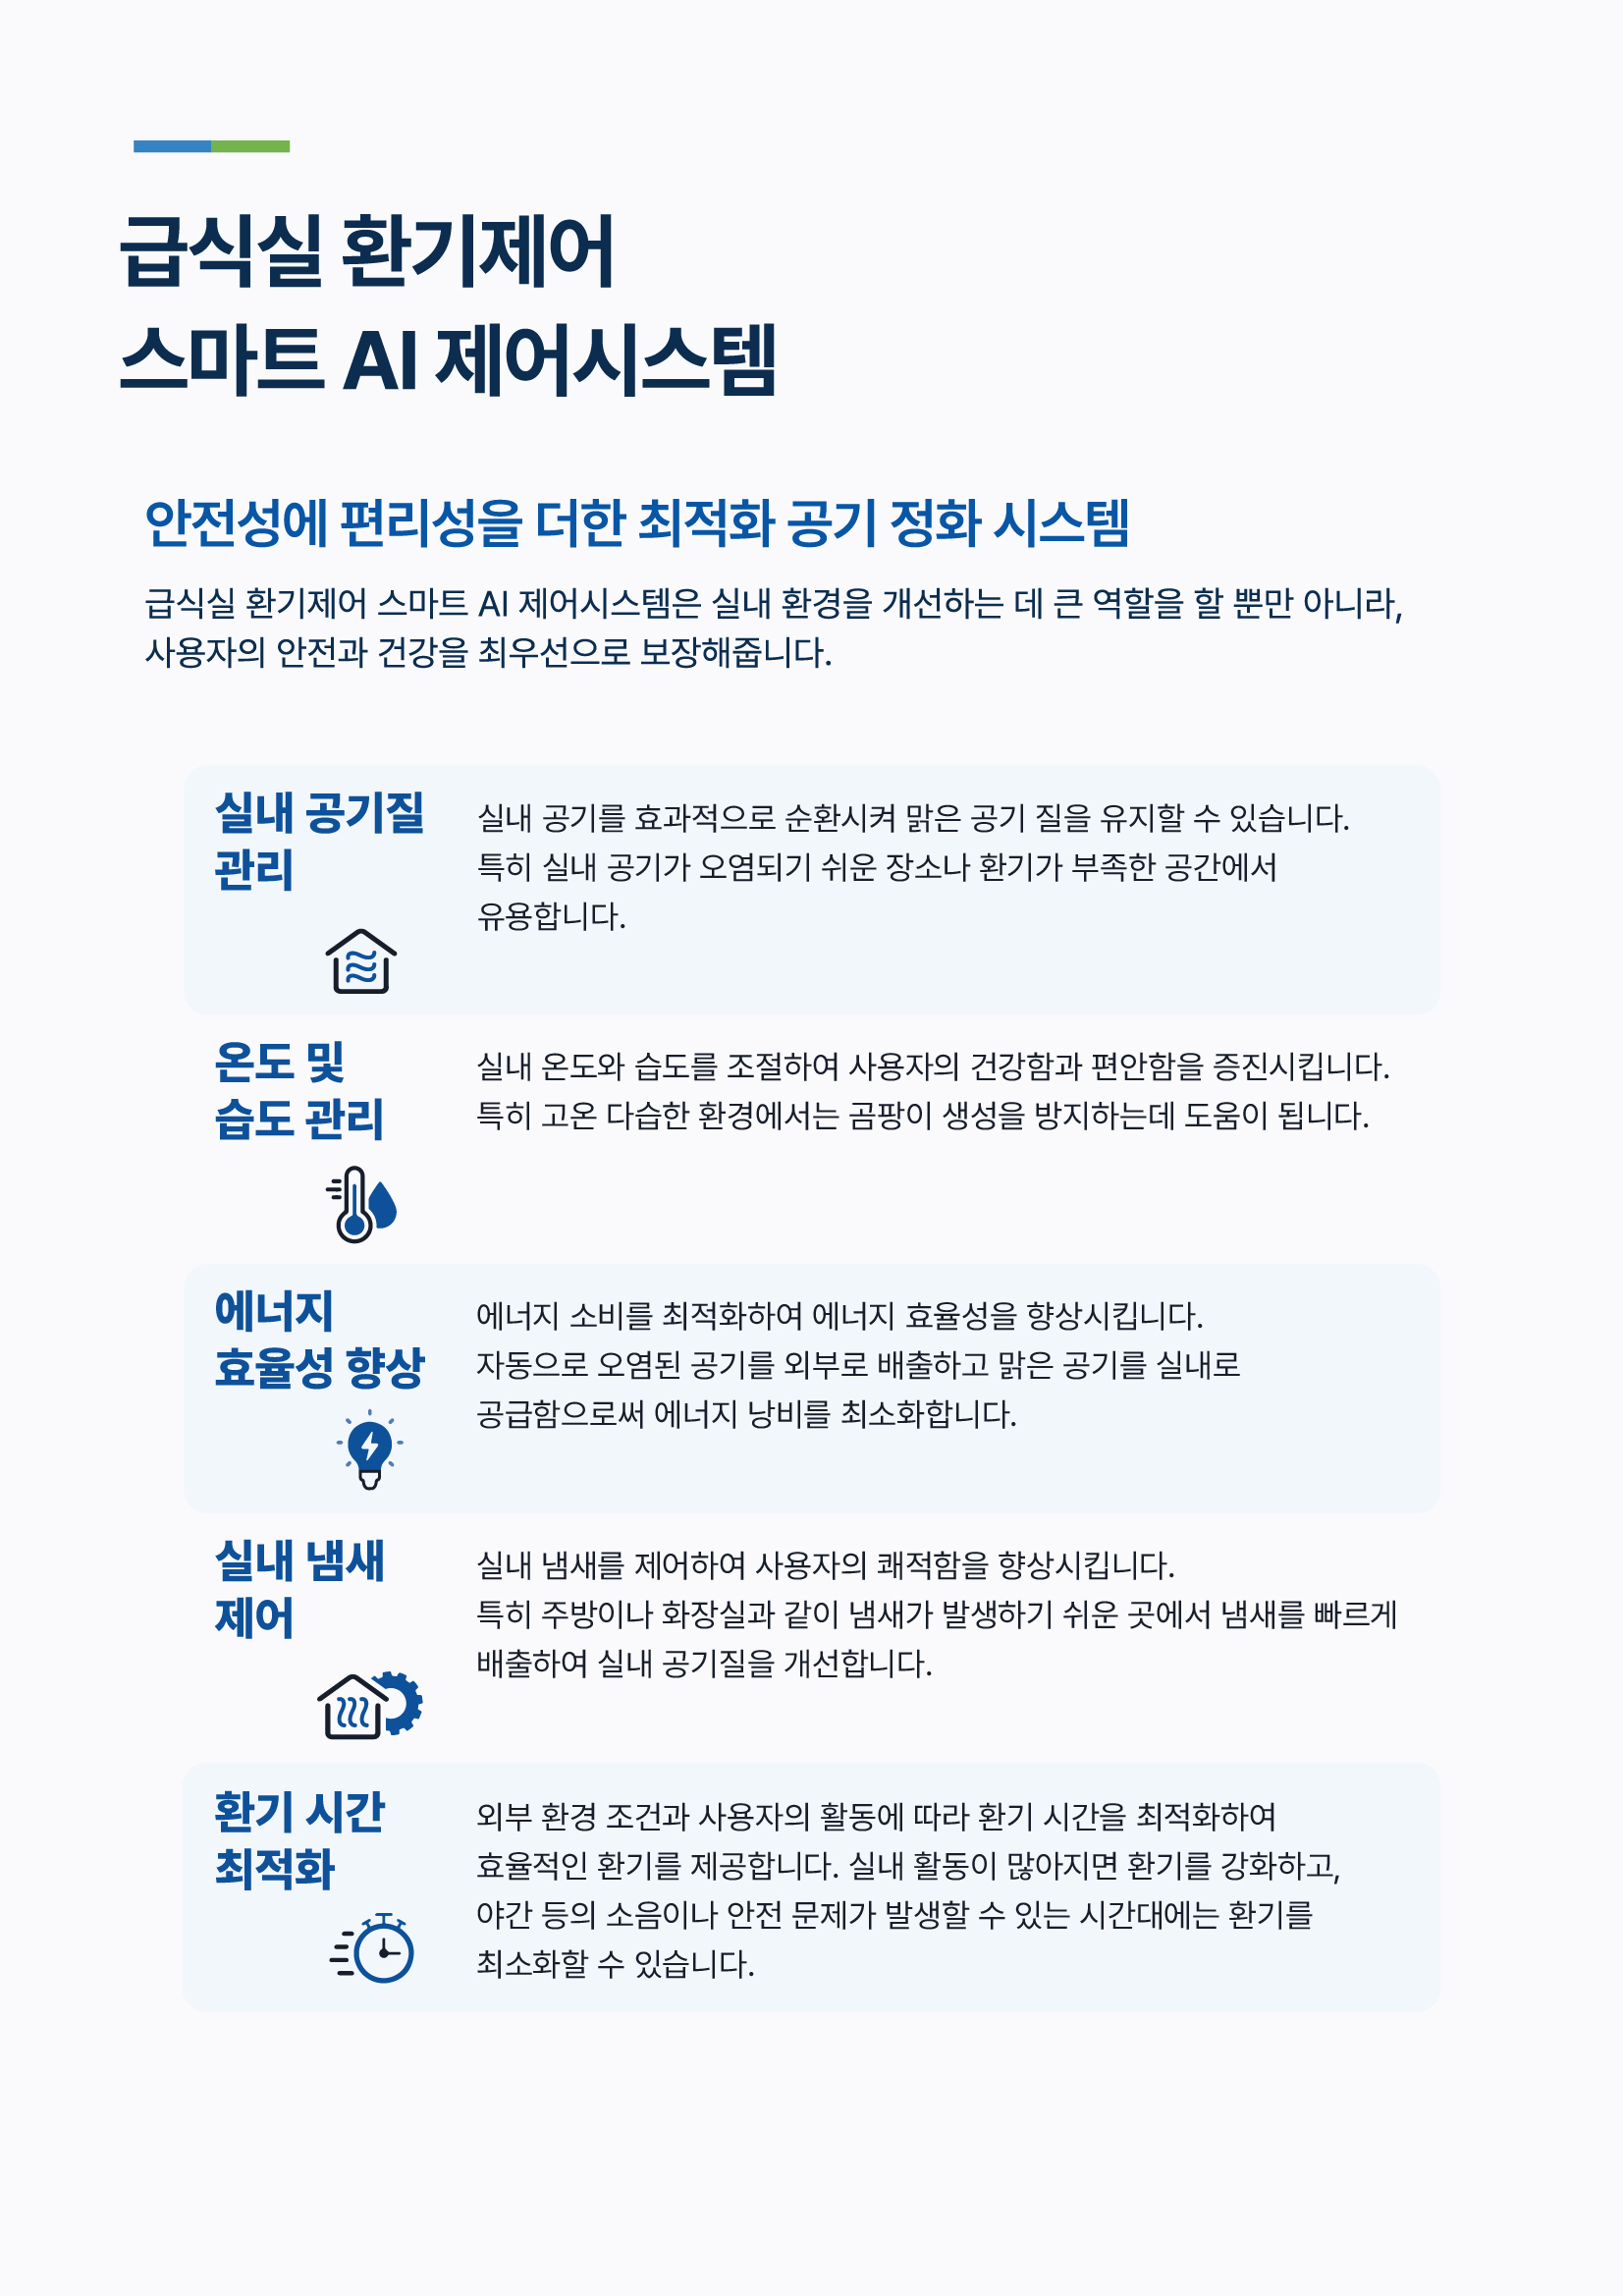 급식실 환기제어
스마트 AI 제어시스템
안전성에 편리성을 더한 최적화 공기 정화 시스템
급식실 환기제어 스마트 AI 제어시스템은 실내 환경을 개선하는 데 큰 역할을 할 뿐만 아니라,
사용자의 안전과 건강을 최우선으로 보장해줍니다.
실내 공기질
관리
실내 공기를 효과적으로 순환시켜 맑은 공기 질을 유지할 수 있습니다.
특히 실내 공기가 오염되기 쉬운 장소나 환기가 부족한 공간에서
유용합니다.
온도 및
습도 관리
실내 온도와 습도를 조절하여 사용자의 건강함과 편안함을 증진시킵니다.
특히 고온 다습한 환경에서는 곰팡이 생성을 방지하는데 도움이 됩니다.
에너지
효율성 향상
에너지 소비를 최적화하여 에너지 효율성을 향상시킵니다.
자동으로 오염된 공기를 외부로 배출하고 맑은 공기를 실내로
공급함으로써 에너지 낭비를 최소화합니다.
실내 냄새
제어
실내 냄새를 제어하여 사용자의 쾌적함을 향상시킵니다.
특히 주방이나 화장실과 같이 냄새가 발생하기 쉬운 곳에서 냄새를 빠르게
배출하여 실내 공기질을 개선합니다.
환기 시간
최적화
외부 환경 조건과 사용자의 활동에 따라 환기 시간을 최적화하여
효율적인 환기를 제공합니다. 실내 활동이 많아지면 환기를 강화하고,
야간 등의 소음이나 안전 문제가 발생할 수 있는 시간대에는 환기를
최소화할 수 있습니다.